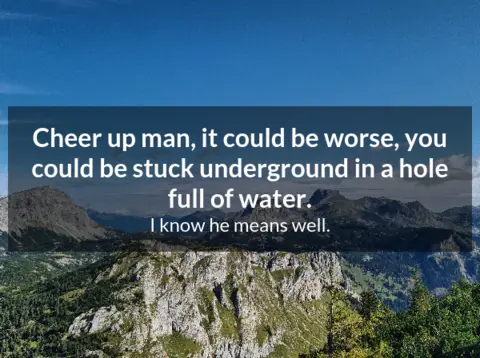 Cheer up man, it could be worse, you
could be stuck underground in a hole
full of water.
I know he means well.